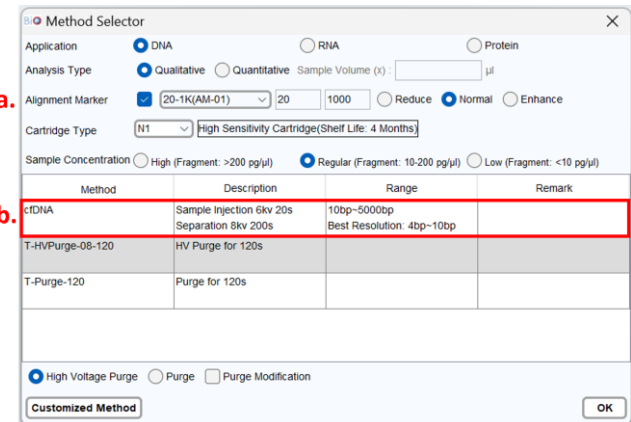 BiO Method Selector
Application DNA RNA Protein
Analysis Type Qualitative Quantitative Sample Volume (x) : µl
a. Alignment Marker 20-1K(AM-01) 20 1000 Reduce Normal Enhance
Cartridge Type N1 High Sensitivity Cartridge(Shelf Life: 4 Months)
Sample Concentration High (Fragment: >200 pg/µl) Regular (Fragment: 10-200 pg/µl) Low (Fragment: <10 pg/µl)
Method Description Range Remark
b. cfDNA Sample Injection 6kv 20s 10bp~5000bp
Separation 8kv 200s Best Resolution: 4bp~10bp
T-HVPurge-08-120 HV Purge for 120s
T-Purge-120 Purge for 120s
High Voltage Purge Purge Purge Modification
Customized Method OK